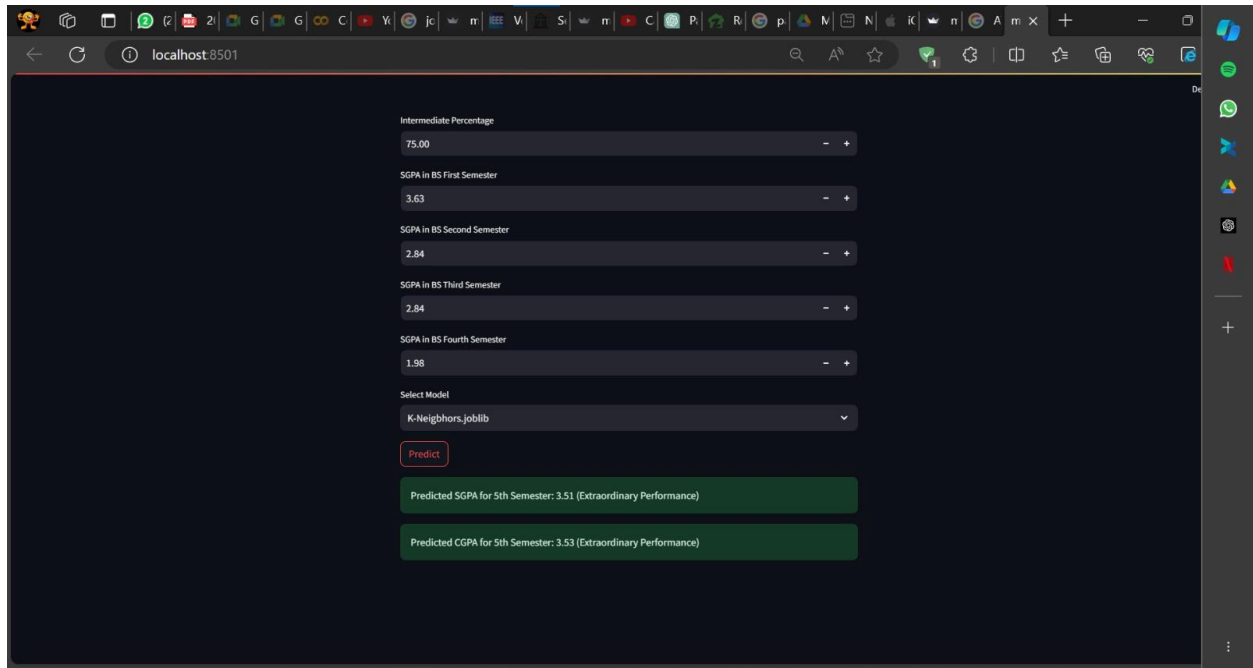 localhost:8501
De
Intermediate Percentage
75.00
SGPA in BS First Semester
3.63
SGPA in BS Second Semester
2.84
SGPA in BS Third Semester
2.84
SGPA in BS Fourth Semester
1.98
Select Model
K-Neigbhors.joblib
Predict
Predicted SGPA for 5th Semester: 3.51 (Extraordinary Performance)
Predicted CGPA for 5th Semester: 3.53 (Extraordinary Performance)